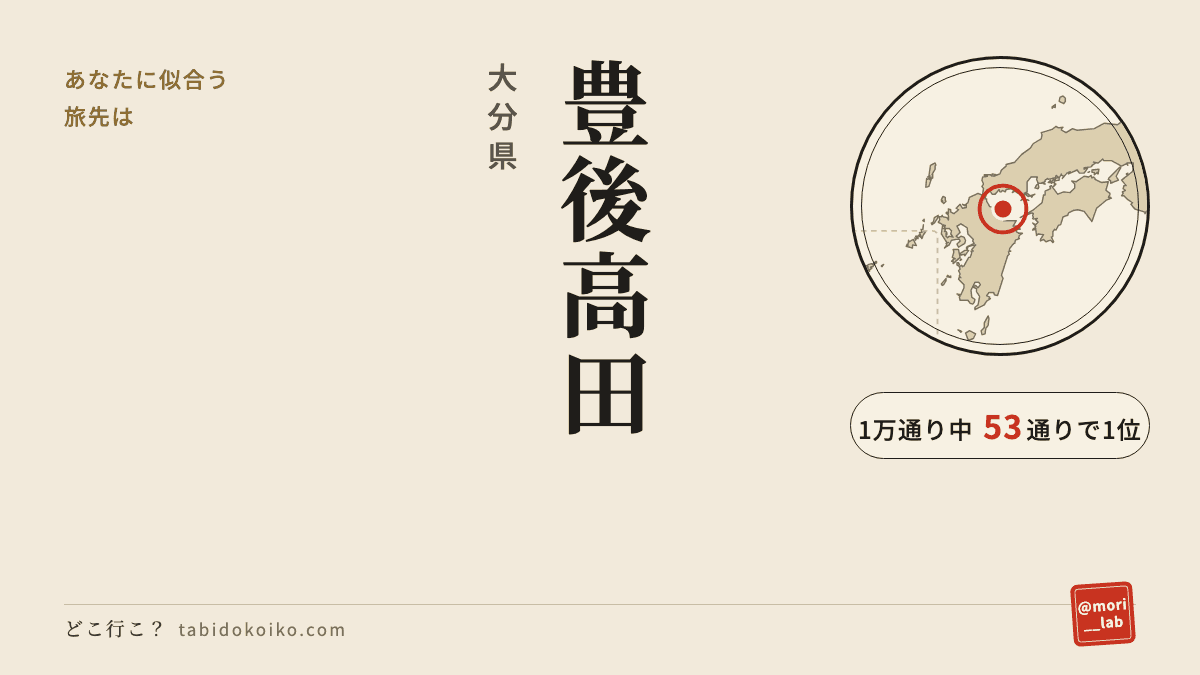 あなたに似合う
旅先は
豊後高田
大分県
1万通り中 53通りで1位
どこ行こ？ tabidokoiko.com
@mori
__lab